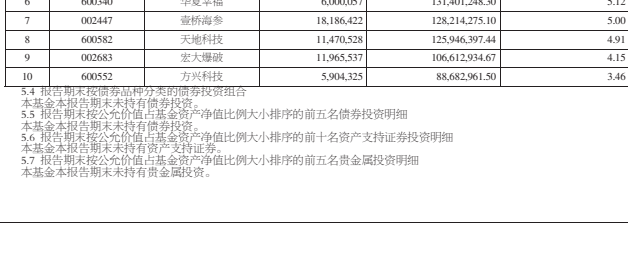 6 600340 华夏幸福 6,000,057 131,401,248.30 5.12
7 002447 壹桥海参 18,186,422 128,214,275.10 5.00
8 600582 天地科技 11,470,528 125,946,397.44 4.91
9 002683 宏大爆破 11,965,537 106,612,934.67 4.15
10 600552 方兴科技 5,904,325 88,682,961.50 3.46
5.4 报告期末按债券品种分类的债券投资组合
本基金本报告期末未持有债券投资。
5.5 报告期末按公允价值占基金资产净值比例大小排序的前五名债券投资明细
本基金本报告期末未持有债券投资。
5.6 报告期末按公允价值占基金资产净值比例大小排序的前十名资产支持证券投资明细
本基金本报告期末未持有资产支持证券。
5.7 报告期末按公允价值占基金资产净值比例大小排序的前五名贵金属投资明细
本基金本报告期末未持有贵金属投资。